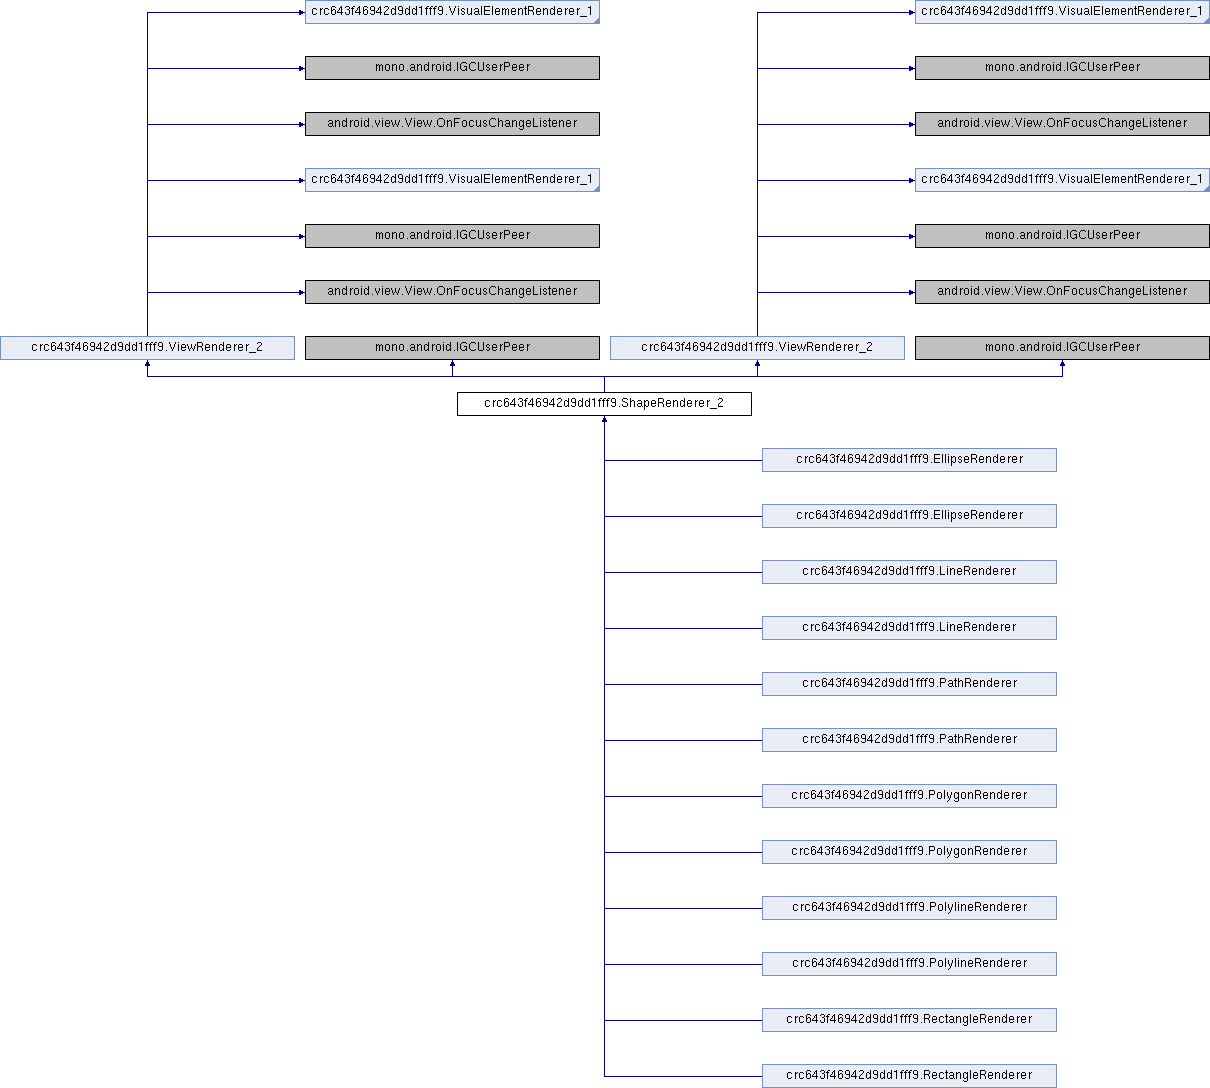 crc643f46942d9dd1fff9.VisualElementRenderer_1 crc643f46942d9dd1fff9.VisualElementRenderer_1
mono.android.IGCUserPeer mono.android.IGCUserPeer
android.view.View.OnFocusChangeListener android.view.View.OnFocusChangeListener
crc643f46942d9dd1fff9.VisualElementRenderer_1 crc643f46942d9dd1fff9.VisualElementRenderer_1
mono.android.IGCUserPeer mono.android.IGCUserPeer
android.view.View.OnFocusChangeListener android.view.View.OnFocusChangeListener
crc643f46942d9dd1fff9.ViewRenderer_2 mono.android.IGCUserPeer crc643f46942d9dd1fff9.ViewRenderer_2 mono.android.IGCUserPeer
crc643f46942d9dd1fff9.ShapeRenderer_2
crc643f46942d9dd1fff9.EllipseRenderer
crc643f46942d9dd1fff9.EllipseRenderer
crc643f46942d9dd1fff9.LineRenderer
crc643f46942d9dd1fff9.LineRenderer
crc643f46942d9dd1fff9.PathRenderer
crc643f46942d9dd1fff9.PathRenderer
crc643f46942d9dd1fff9.PolygonRenderer
crc643f46942d9dd1fff9.PolygonRenderer
crc643f46942d9dd1fff9.PolylineRenderer
crc643f46942d9dd1fff9.PolylineRenderer
crc643f46942d9dd1fff9.RectangleRenderer
crc643f46942d9dd1fff9.RectangleRenderer